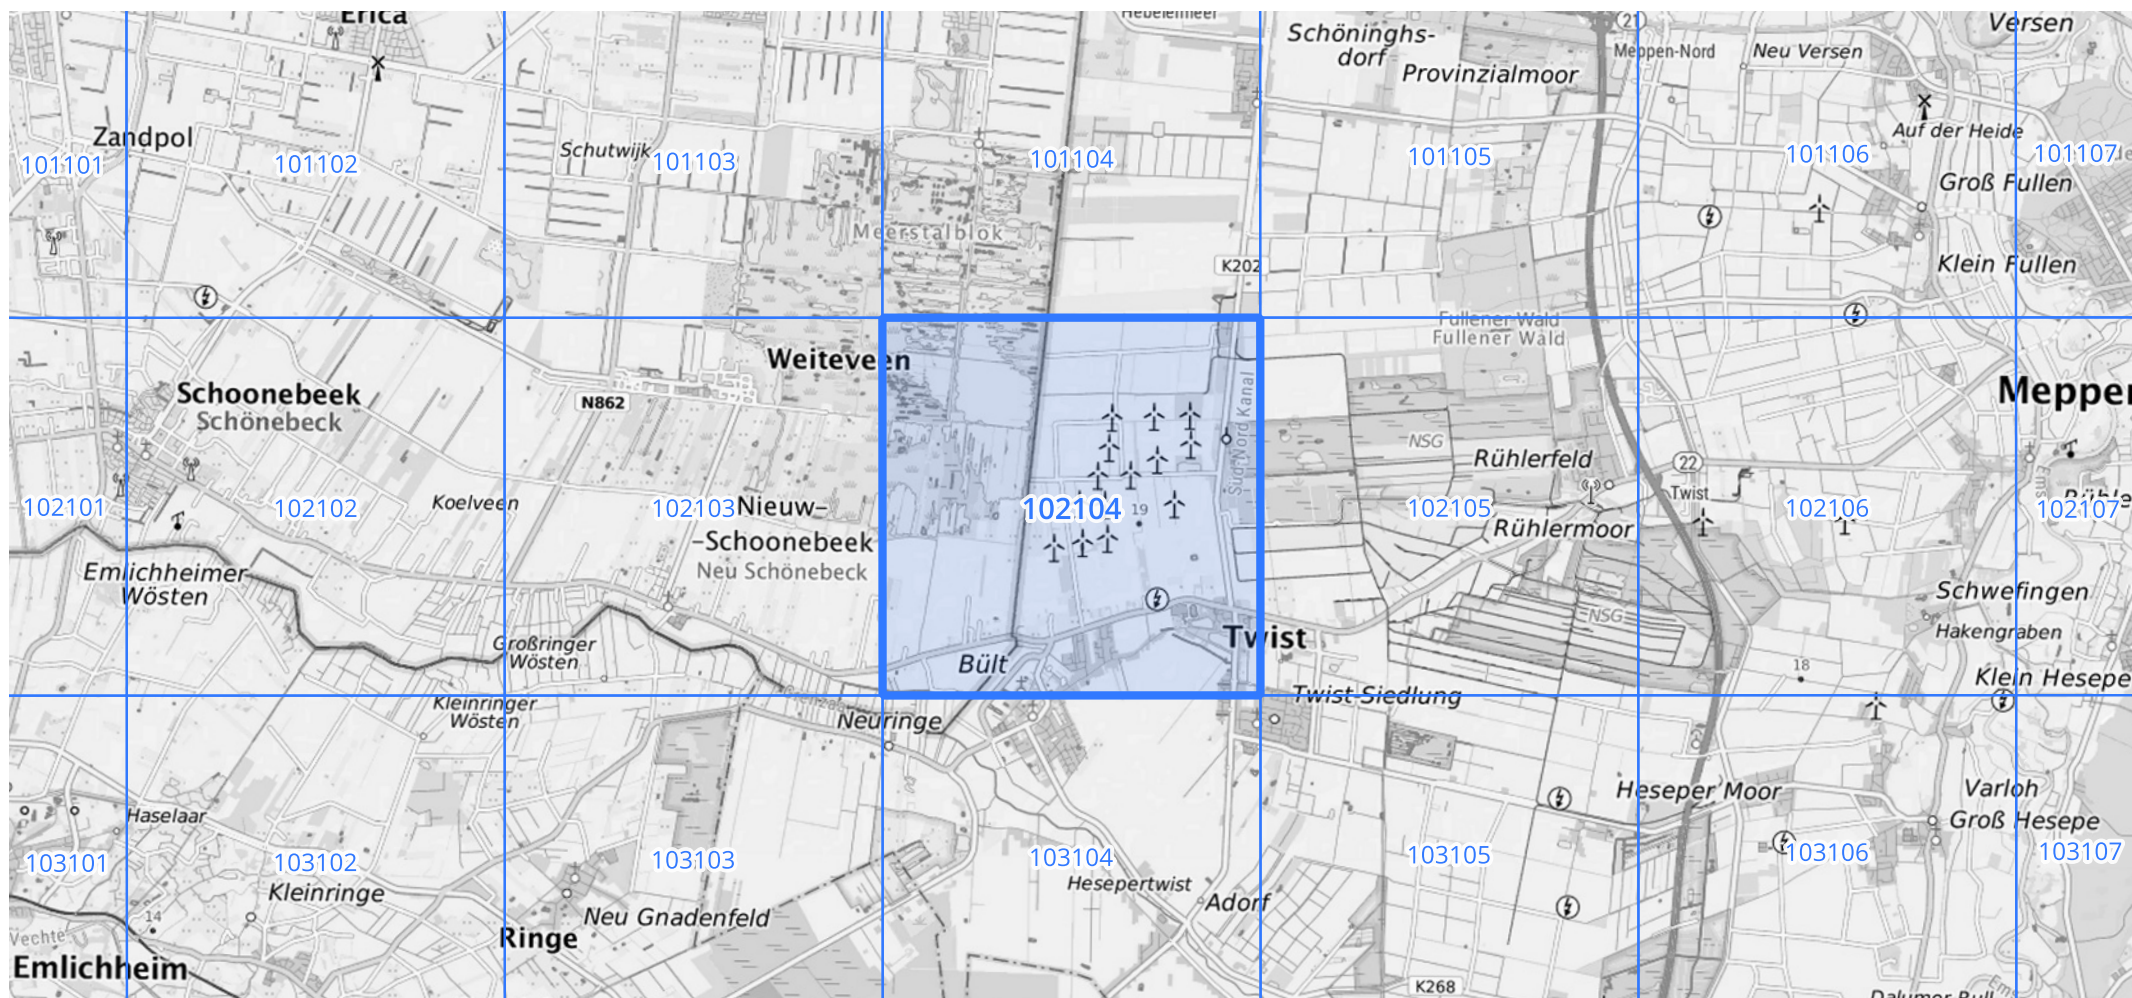 Erica
Hebelermeer
Schöninghs-
dorf
Provinzialmoor
21
Meppen-Nord
Neu Versen
Versen
Zandpol
Schutwijk
Auf der Heide
101101
101102
101103
101104
101105
101106
101107
Groß Fullen
Meerstalblok
K202
Klein Fullen
Fullener Wald
Fullener Wald
Weiteveen
Schoonebeek
Schönebeck
N862
Süd-Nord Kanal
NSG
Rühlerfeld
22
Twist
Meppen
Ems
Koelveen
Nieuw-
-Schoonebeek
Neu Schönebeck
19
102101
102102
102103
102104
102105
102106
102107
Rühle
Rühlermoor
Emlichheimer
Wösten
Großringer
Wösten
NSG
Schwefingen
Hakengraben
Bült
Twist
18
Klein Hesepe
Kleinringer
Wösten
Neuringe
Twist-Siedlung
Heseper Moor
Varloh
Groß Hesepe
Haselaar
103101
103102
103103
103104
103105
103106
103107
Kleinringe
Hesepertwist
Adorf
14
Neu Gnadenfeld
Vechte
Ringe
Emlichheim
K268